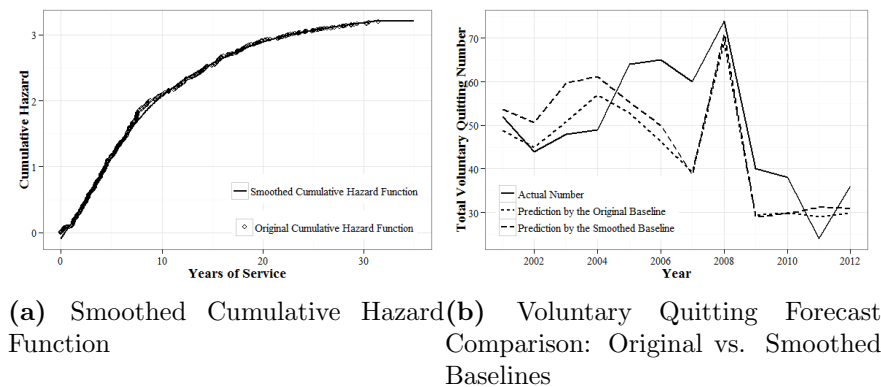 Cumulative Hazard
3
2
1
0
Smoothed Cumulative Hazard Function
Original Cumulative Hazard Function
0 10 20 30
Years of Service
Total Voluntary Quitting Number
70
60
50
40
30
Actual Number
Prediction by the Original Baseline
Prediction by the Smoothed Baseline
2002 2004 2006 2008 2010 2012
Year
(a) Smoothed Cumulative Hazard
Function
(b) Voluntary Quitting Forecast
Comparison: Original vs. Smoothed
Baselines